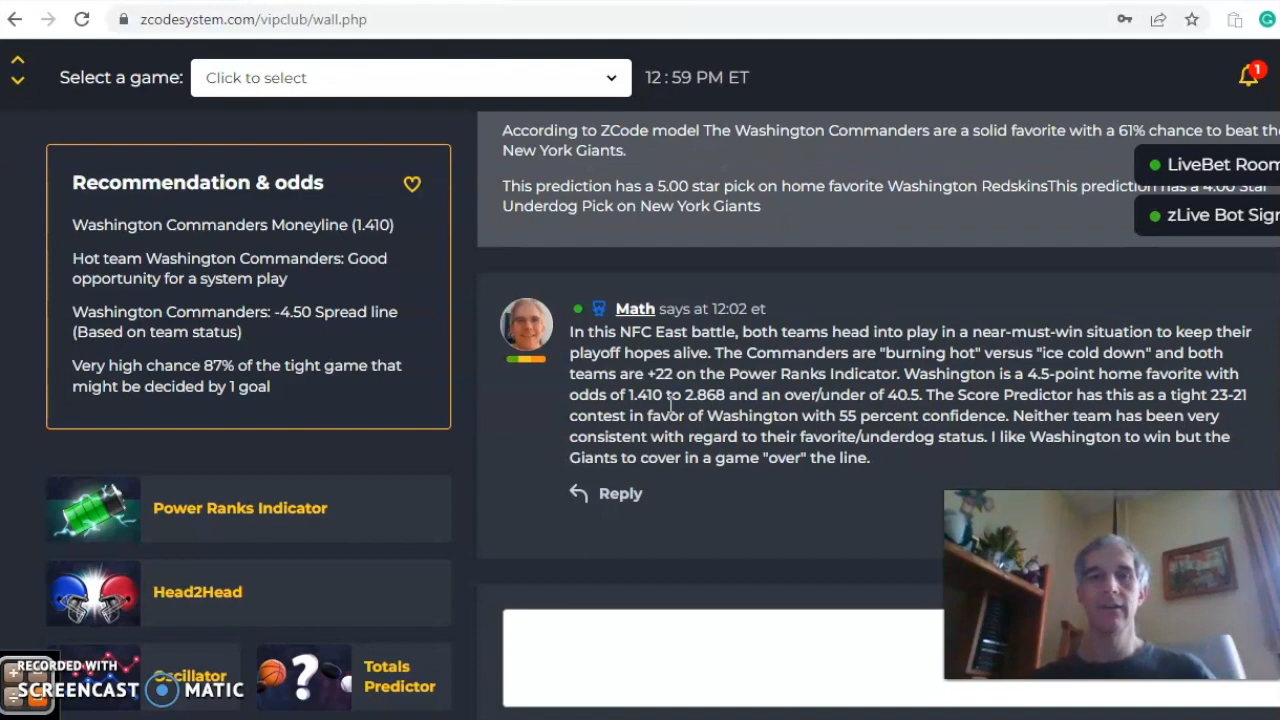 zcodesystem.com/vipclub/wall.php
Select a game:
Click to select
12 : 59 PM ET
1
According to ZCode model The Washington Commanders are a solid favorite with a 61% chance to beat the
New York Giants.
This prediction has a 5.00 star pick on home favorite Washington RedskinsThis prediction has a 4.00 Star
Underdog Pick on New York Giants
LiveBet Room
zLive Bot Sig
Recommendation & odds
Washington Commanders Moneyline (1.410)
Hot team Washington Commanders: Good
opportunity for a system play
Washington Commanders: -4.50 Spread line
(Based on team status)
Very high chance 87% of the tight game that
might be decided by 1 goal
Math says at 12:02 et
In this NFC East battle, both teams head into play in a near-must-win situation to keep their
playoff hopes alive. The Commanders are "burning hot" versus "ice cold down" and both
teams are +22 on the Power Ranks Indicator. Washington is a 4.5-point home favorite with
odds of 1.410 to 2.868 and an over/under of 40.5. The Score Predictor has this as a tight 23-21
contest in favor of Washington with 55 percent confidence. Neither team has been very
consistent with regard to their favorite/underdog status. I like Washington to win but the
Giants to cover in a game "over" the line.
Reply
Power Ranks Indicator
Head2Head
Oscillator
Totals
Predictor
RECORDED WITH
SCREENCAST MATIC